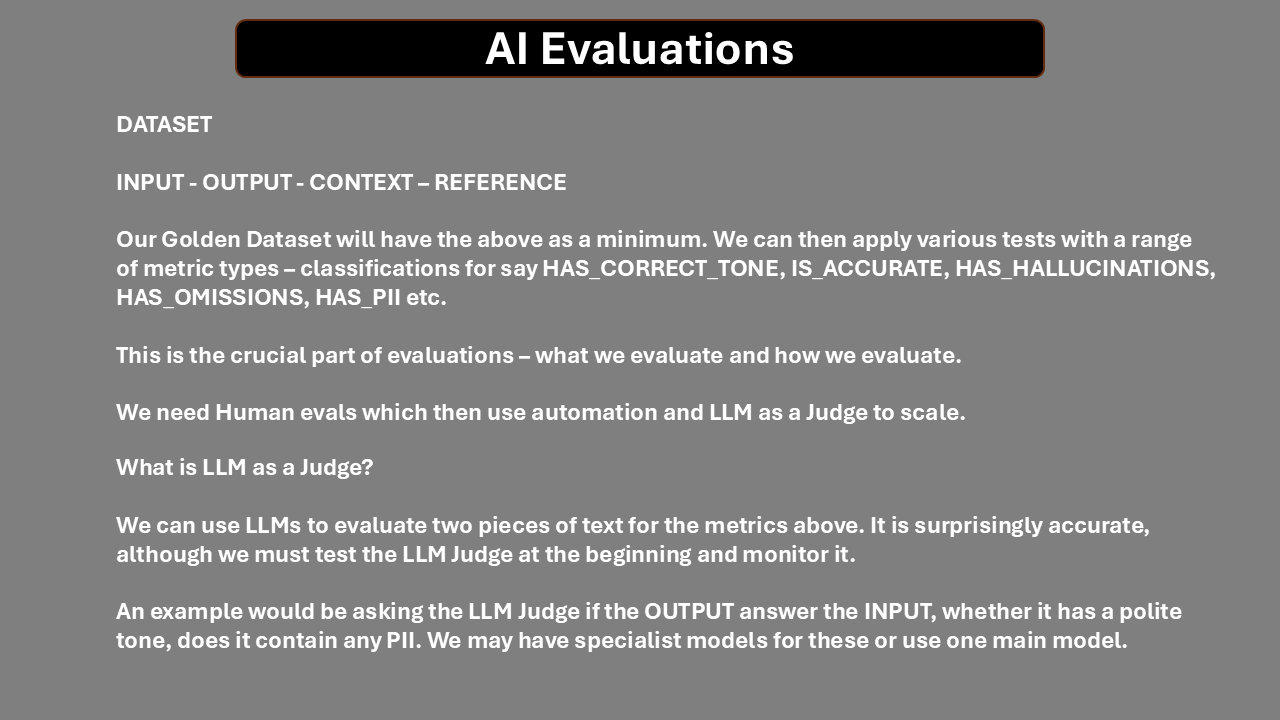 AI Evaluations
DATASET
INPUT - OUTPUT - CONTEXT – REFERENCE
Our Golden Dataset will have the above as a minimum. We can then apply various tests with a range
of metric types – classifications for say HAS_CORRECT_TONE, IS_ACCURATE, HAS_HALLUCINATIONS,
HAS_OMISSIONS, HAS_PII etc.
This is the crucial part of evaluations – what we evaluate and how we evaluate.
We need Human evals which then use automation and LLM as a Judge to scale.
What is LLM as a Judge?
We can use LLMs to evaluate two pieces of text for the metrics above. It is surprisingly accurate,
although we must test the LLM Judge at the beginning and monitor it.
An example would be asking the LLM Judge if the OUTPUT answer the INPUT, whether it has a polite
tone, does it contain any PII. We may have specialist models for these or use one main model.